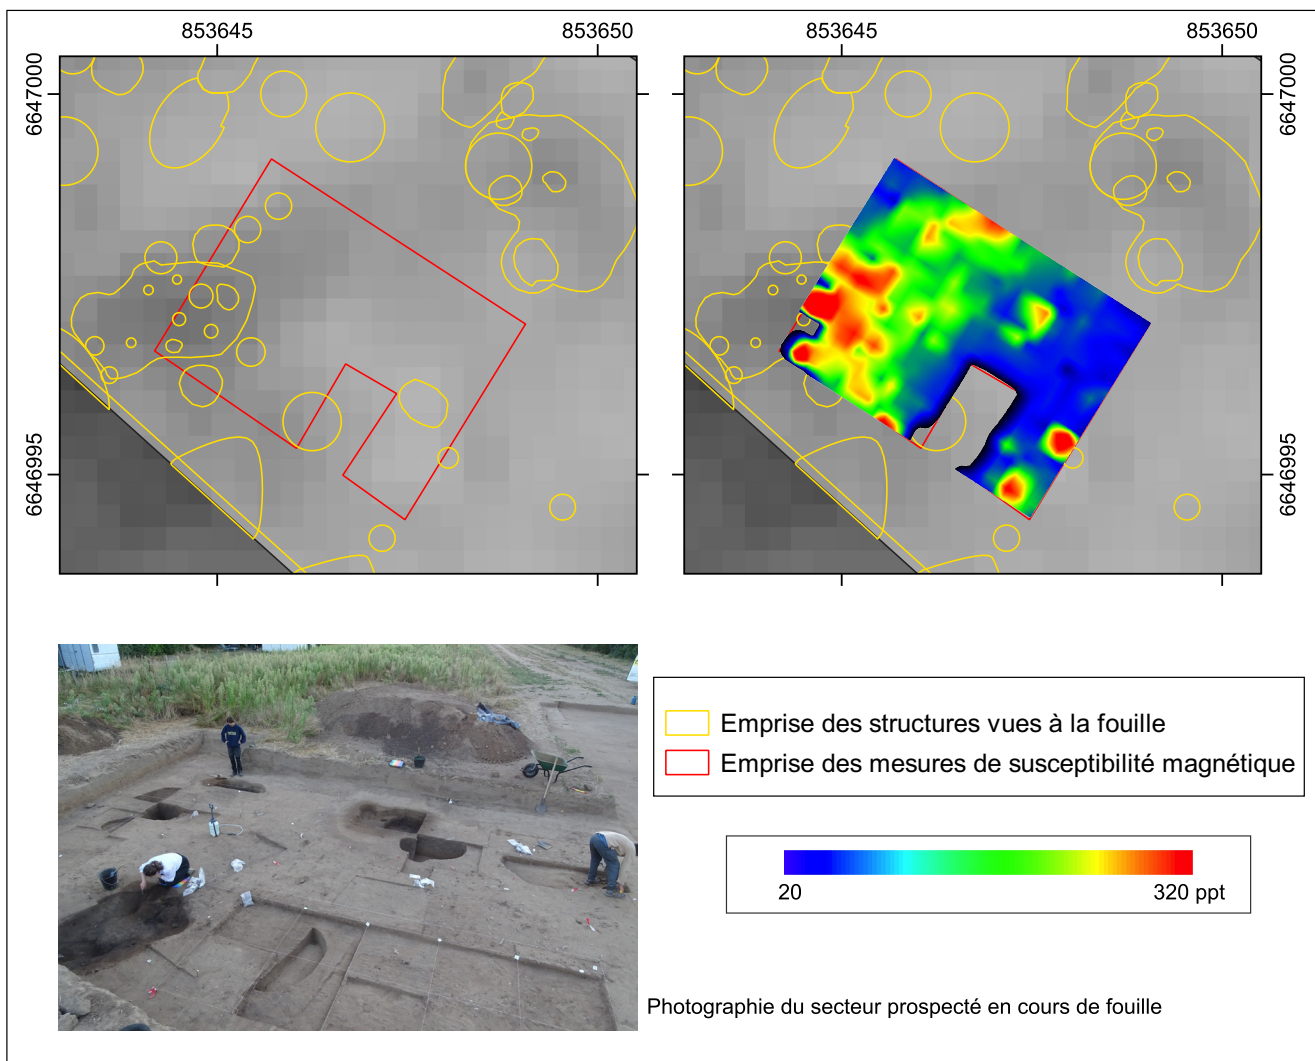 853645
853650
853645
853650
6647000
6647000
6646995
6646995
Emprise des structures vues à la fouille
Emprise des mesures de susceptibilité magnétique
20
320 ppt
Photographie du secteur prospecté en cours de fouille